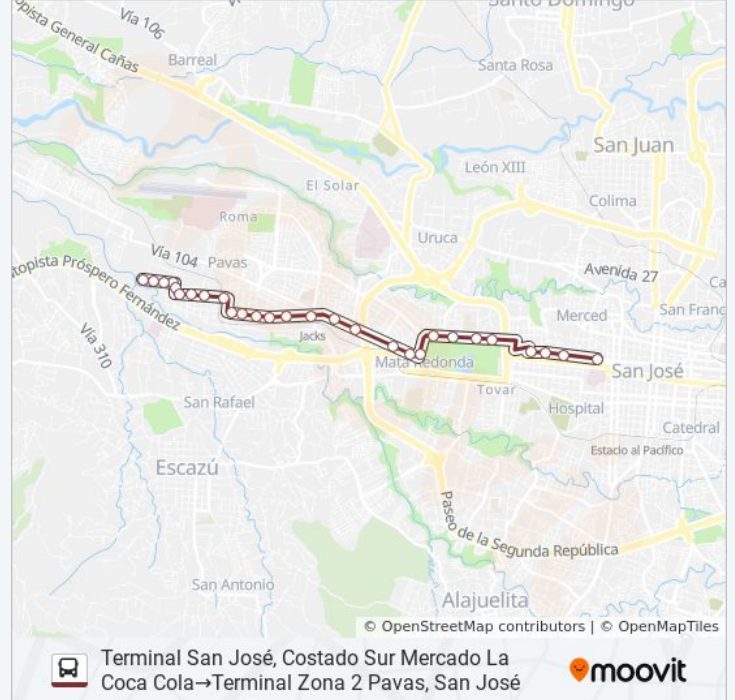 Santo Domingo
Vía 106
opista General Cañas
Barreal
Santa Rosa
San Juan
León XIII
El Solar
Colima
Roma
Uruca
Vía 104
Pavas
Avenida 27
topista Próspero Fernández
Merced
San Franc
Vía 310
Jacks
Mata Redonda
San José
Tovar
San Rafael
Hospital
Catedral
Estacio al Pacífico
Escazú
Paseo de la Segunda República
San Antonio
Alajuelita
© OpenStreetMap contributors | © OpenMapTiles
Terminal San José, Costado Sur Mercado La
Coca Cola→Terminal Zona 2 Pavas, San José
moovit